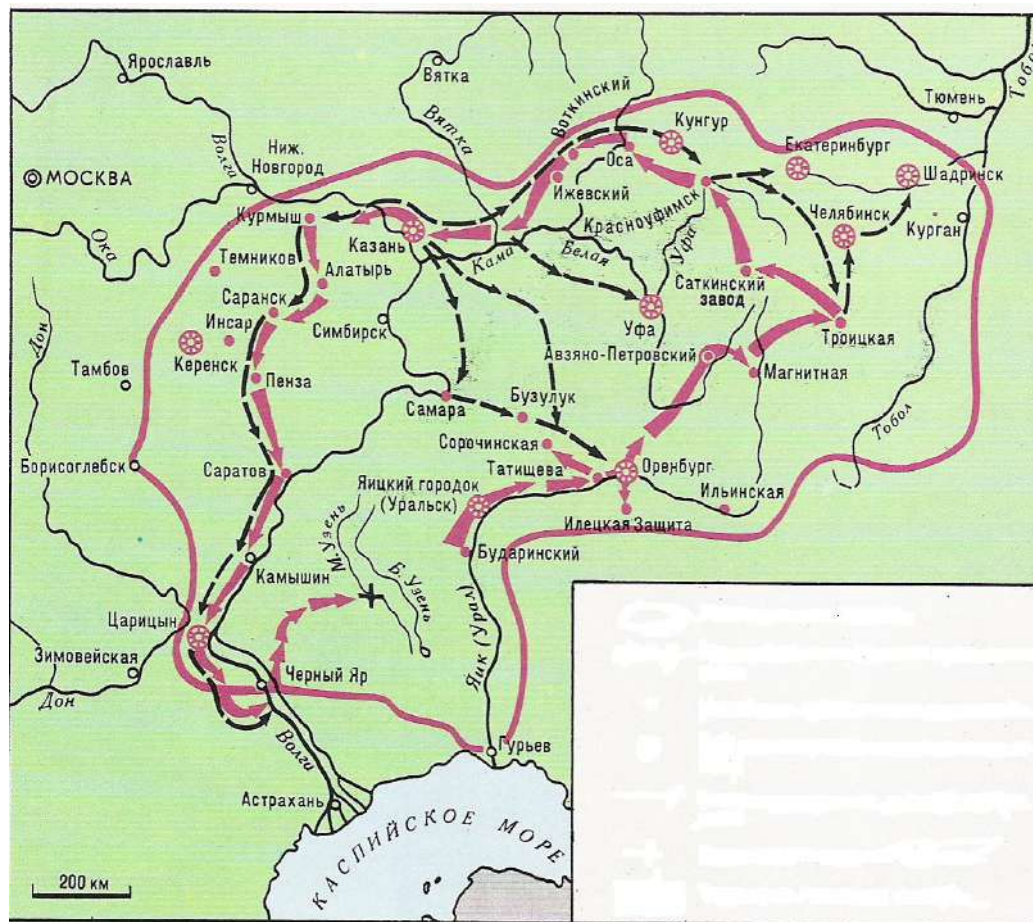 Ярославль
Вятка
Тобол
Тюмень
Воткинский
Вятка
Кунгур
Волга
Ниж.
Новгород
Екатеринбург
МОСКВА
Оса
Шадринск
Ижевский
Курмыш
Красноуфимск
Челябинск
Казань
Курган
Ока
Кама
Белая
Уфа
Темников
Алатырь
Саткинский
завод
Саранск
Симбирск
Дон
Инсар
Уфа
Троицкая
Керенск
Авзяно-Петровский
Тамбов
Пенза
Магнитная
Самара
Бузулук
Тобол
Сорочинская
Борисоглебск
Саратов
Татищева
Оренбург
Яицкий городок
(Уральск)
Ильинская
Илецкая Защита
М. Узень
Бударинский
Камышин
Б. Узень
Царицын
Яик (Урал)
Зимовейская
Черный Яр
Дон
Волга
Гурьев
Астрахань
КАСПИЙСКОЕ МОРЕ
200 км